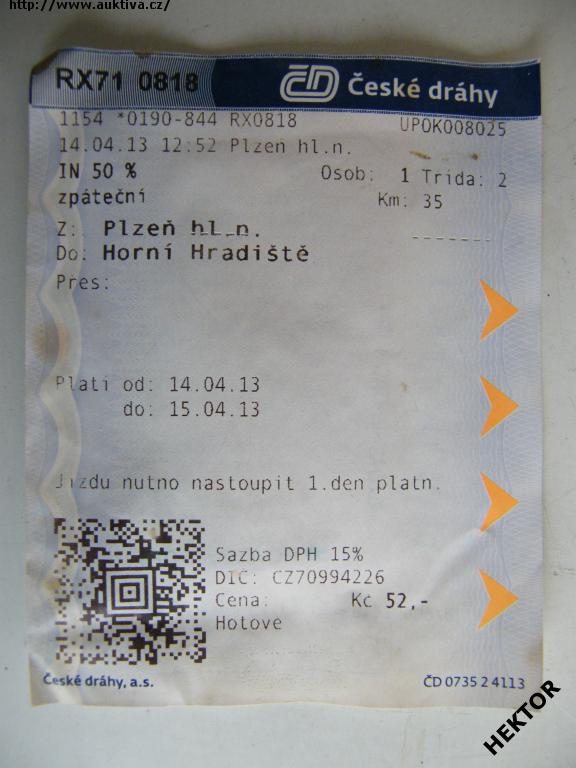 http://www.auktiva.cz/
RX71 0818
ČD České dráhy
1154 *0190-844 RX0818
UPOK008025
14.04.13 12:52 Plzeň hl.n.
IN 50 % Osob: 1 Trida: 2
zpáteční Km: 35
Z: Plzeň hl.n.
Do: Horní Hradiště
Pres:
Plati od: 14.04.13
do: 15.04.13
Jizdu nutno nastoupit 1.den platn.
Sazba DPH 15%
DIC: CZ70994226
Cena: Kč 52,-
Hotove
České dráhy, a.s. ČD 0735 2 4113
HEKTOR